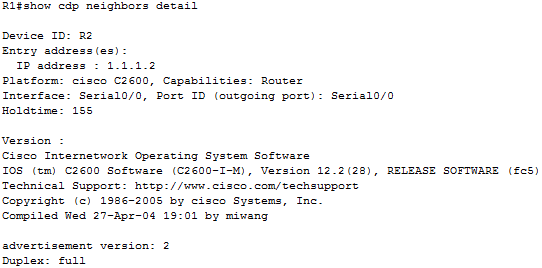 R1#show cdp neighbors detail
Device ID: R2
Entry address(es):
IP address : 1.1.1.2
Platform: cisco C2600, Capabilities: Router
Interface: Serial0/0, Port ID (outgoing port): Serial0/0
Holdtime: 155
Version :
Cisco Internetwork Operating System Software
IOS (tm) C2600 Software (C2600-I-M), Version 12.2(28), RELEASE SOFTWARE (fc5)
Technical Support: http://www.cisco.com/techsupport
Copyright (c) 1986-2005 by cisco Systems, Inc.
Compiled Wed 27-Apr-04 19:01 by miwang
advertisement version: 2
Duplex: full